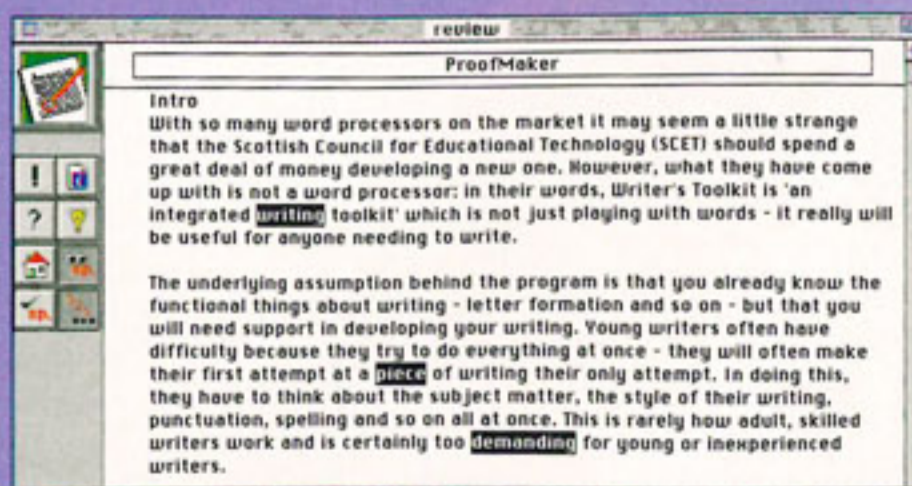 review
ProofMaker
Intro
With so many word processors on the market it may seem a little strange
that the Scottish Council for Educational Technology (SCET) should spend a
great deal of money developing a new one. However, what they have come
up with is not a word processor: in their words, Writer's Toolkit is 'an
integrated writing toolkit' which is not just playing with words - it really will
be useful for anyone needing to write.
The underlying assumption behind the program is that you already know the
functional things about writing - letter formation and so on - but that you
will need support in developing your writing. Young writers often have
difficulty because they try to do everything at once - they will often make
their first attempt at a piece of writing their only attempt. In doing this,
they have to think about the subject matter, the style of their writing,
punctuation, spelling and so on all at once. This is rarely how adult, skilled
writers work and is certainly too demanding for young or inexperienced
writers.
!
?
sp.